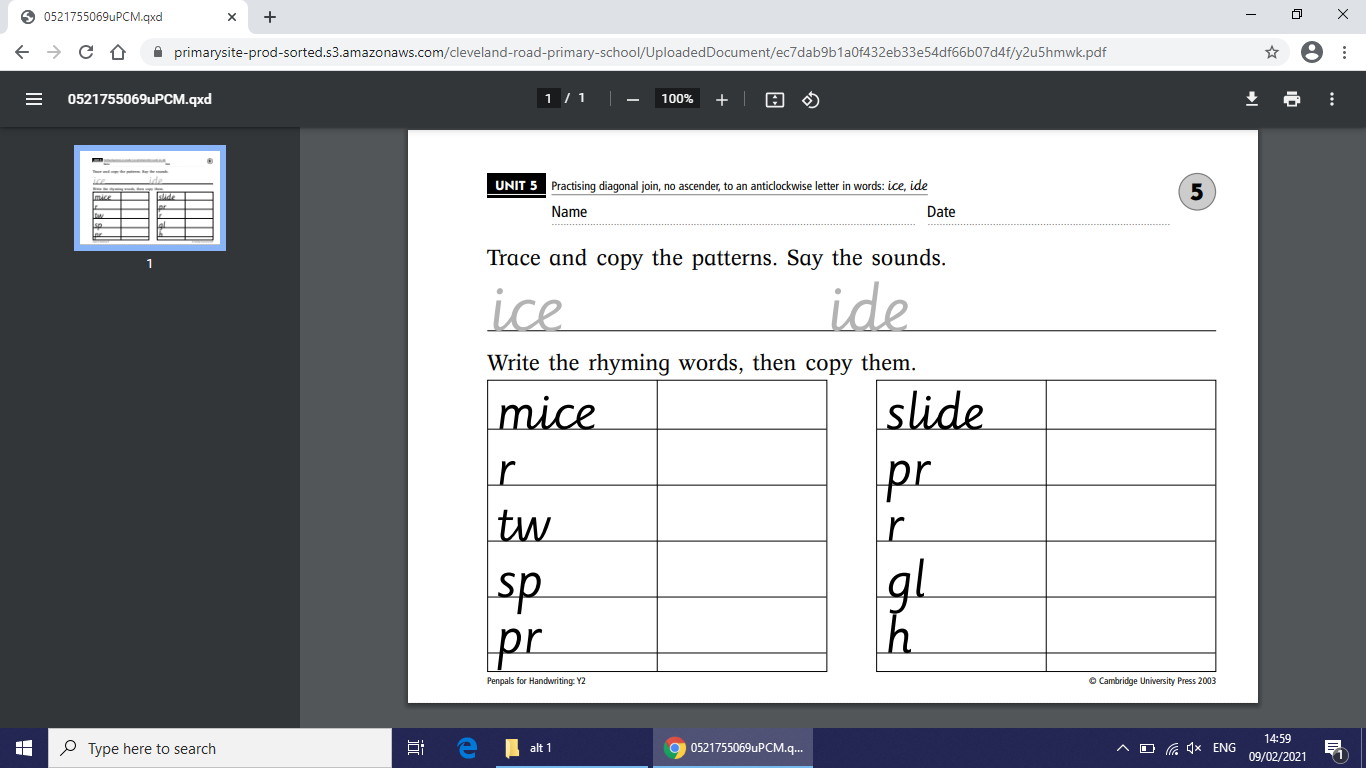 0521755069uPCM.qxd
primarysite-prod-sorted.s3.amazonaws.com/cleveland-road-primary-school/UploadedDocument/ec7dab9b1a0f432eb33e54df66b07d4f/y2u5hmwk.pdf
0521755069uPCM.qxd
1 / 1
100%
1
UNIT 5 Practising diagonal join, no ascender, to an anticlockwise letter in words: ice, ide
5
Name Date
Trace and copy the patterns. Say the sounds.
ice ide
Write the rhyming words, then copy them.
mice slide
r pr
tw r
sp gl
pr h
Penpals for Handwriting: Y2 © Cambridge University Press 2003
Type here to search
alt 1
0521755069uPCM.q...
ENG
14:59
09/02/2021
1